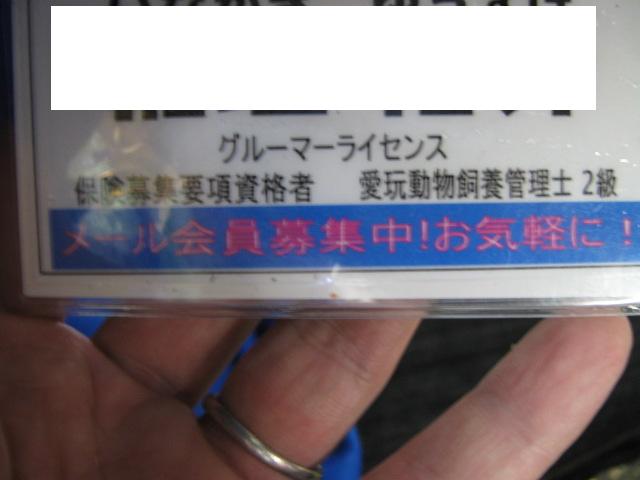 グルーマーライセンス
保険募集要項資格者 愛玩動物飼養管理士 2級
メール会員募集中!お気軽に!